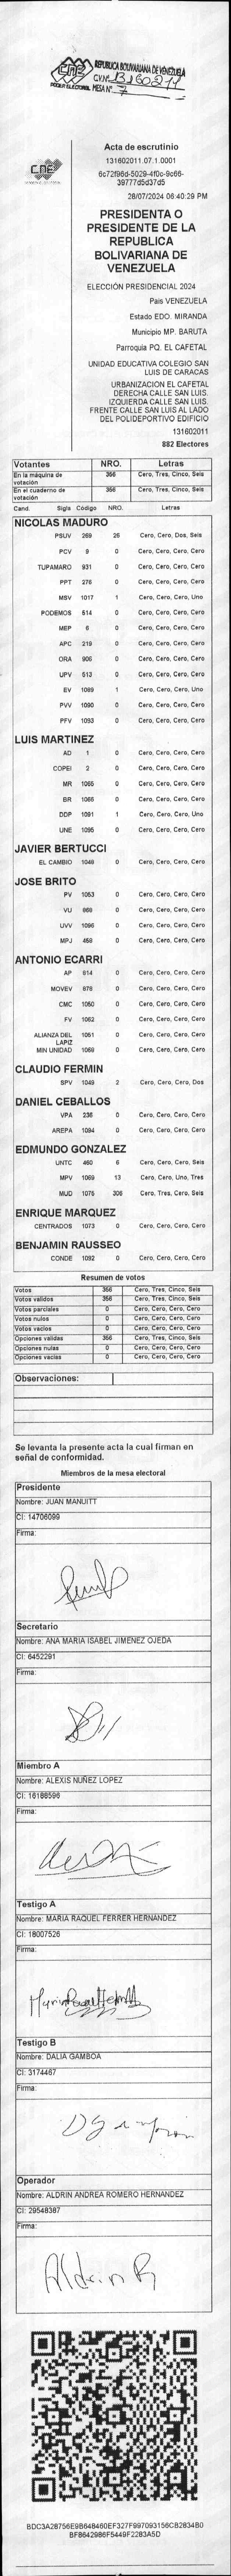 CNE
PODER ELECTORAL
REPUBLICA BOLIVARIANA DE VENEZUELA
C.V.Nº 13160211
MESA Nº 7
CNE
Acta de escrutinio
131602011.07.1.0001
6c72f96d-5029-4f0c-9c66-
39777d5d37d5
28/07/2024 06:40:29 PM
PRESIDENTA O
PRESIDENTE DE LA
REPUBLICA
BOLIVARIANA DE
VENEZUELA
ELECCIÓN PRESIDENCIAL 2024
Pais VENEZUELA
Estado EDO. MIRANDA
Municipio MP. BARUTA
Parroquia PQ. EL CAFETAL
UNIDAD EDUCATIVA COLEGIO SAN
LUIS DE CARACAS
URBANIZACION EL CAFETAL
DERECHA CALLE SAN LUIS.
IZQUIERDA CALLE SAN LUIS.
FRENTE CALLE SAN LUIS AL LADO
DEL POLIDEPORTIVO EDIFICIO
131602011
882 Electores
Votantes NRO. Letras
En la máquina de votación 356 Cero, Tres, Cinco, Seis
En el cuaderno de votación 356 Cero, Tres, Cinco, Seis
Cand. Sigla Código NRO. Letras
NICOLAS MADURO
PSUV 269 26 Cero, Cero, Dos, Seis
PCV 9 0 Cero, Cero, Cero, Cero
TUPAMARO 931 0 Cero, Cero, Cero, Cero
PPT 276 0 Cero, Cero, Cero, Cero
MSV 1017 1 Cero, Cero, Cero, Uno
PODEMOS 514 0 Cero, Cero, Cero, Cero
MEP 6 0 Cero, Cero, Cero, Cero
APC 219 0 Cero, Cero, Cero, Cero
ORA 906 0 Cero, Cero, Cero, Cero
UPV 513 0 Cero, Cero, Cero, Cero
EV 1089 1 Cero, Cero, Cero, Uno
PVV 1090 0 Cero, Cero, Cero, Cero
PFV 1093 0 Cero, Cero, Cero, Cero
LUIS MARTINEZ
AD 1 0 Cero, Cero, Cero, Cero
COPEI 2 0 Cero, Cero, Cero, Cero
MR 1065 0 Cero, Cero, Cero, Cero
BR 1066 0 Cero, Cero, Cero, Cero
DDP 1091 1 Cero, Cero, Cero, Uno
UNE 1095 0 Cero, Cero, Cero, Cero
JAVIER BERTUCCI
EL CAMBIO 1048 0 Cero, Cero, Cero, Cero
JOSE BRITO
PV 1053 0 Cero, Cero, Cero, Cero
VU 869 0 Cero, Cero, Cero, Cero
UVV 1096 0 Cero, Cero, Cero, Cero
MPJ 458 0 Cero, Cero, Cero, Cero
ANTONIO ECARRI
AP 614 0 Cero, Cero, Cero, Cero
MOVEV 878 0 Cero, Cero, Cero, Cero
CMC 1050 0 Cero, Cero, Cero, Cero
FV 1062 0 Cero, Cero, Cero, Cero
ALIANZA DEL LAPIZ 1051 0 Cero, Cero, Cero, Cero
MIN UNIDAD 1069 0 Cero, Cero, Cero, Cero
CLAUDIO FERMIN
SPV 1049 2 Cero, Cero, Cero, Dos
DANIEL CEBALLOS
VPA 236 0 Cero, Cero, Cero, Cero
AREPA 1094 0 Cero, Cero, Cero, Cero
EDMUNDO GONZALEZ
UNTC 460 6 Cero, Cero, Cero, Seis
MPV 1069 13 Cero, Cero, Uno, Tres
MUD 1075 306 Cero, Tres, Cero, Seis
ENRIQUE MARQUEZ
CENTRADOS 1073 0 Cero, Cero, Cero, Cero
BENJAMIN RAUSSEO
CONDE 1092 0 Cero, Cero, Cero, Cero
Resumen de votos
Votos 356 Cero, Tres, Cinco, Seis
Votos validos 356 Cero, Tres, Cinco, Seis
Votos parciales 0 Cero, Cero, Cero, Cero
Votos nulos 0 Cero, Cero, Cero, Cero
Votos vacios 0 Cero, Cero, Cero, Cero
Opciones validas 356 Cero, Tres, Cinco, Seis
Opciones nulas 0 Cero, Cero, Cero, Cero
Opciones vacias 0 Cero, Cero, Cero, Cero
Observaciones:
Se levanta la presente acta la cual firman en
señal de conformidad.
Miembros de la mesa electoral
Presidente
Nombre: JUAN MANUITT
CI: 14706099
Firma:
Secretario
Nombre: ANA MARIA ISABEL JIMENEZ OJEDA
CI: 6452291
Firma:
Miembro A
Nombre: ALEXIS NUÑEZ LOPEZ
CI: 16188596
Firma:
Testigo A
Nombre: MARIA RAQUEL FERRER HERNANDEZ
CI: 18007526
Firma:
Testigo B
Nombre: DALIA GAMBOA
CI: 3174467
Firma:
Operador
Nombre: ALDRIN ANDREA ROMERO HERNANDEZ
CI: 29548387
Firma:
Aldrin R
BDC3A28756E9B64B460EF327F997093156CB2834B0
BFB642986F5449F2283A5D